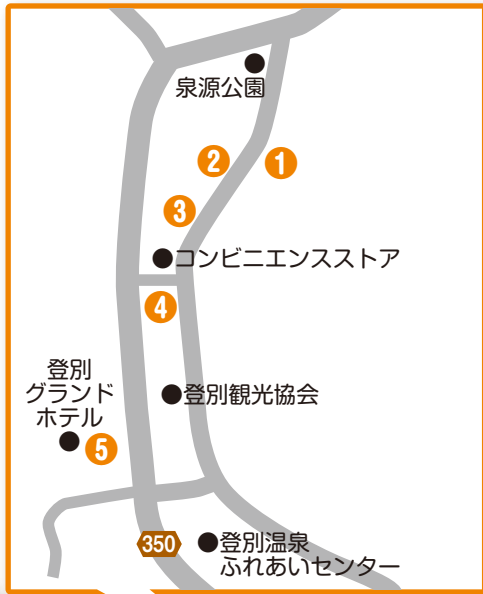 泉源公園
2
1
3
コンビニエンスストア
4
登別
グランド
ホテル
登別観光協会
5
350
登別温泉
ふれあいセンター